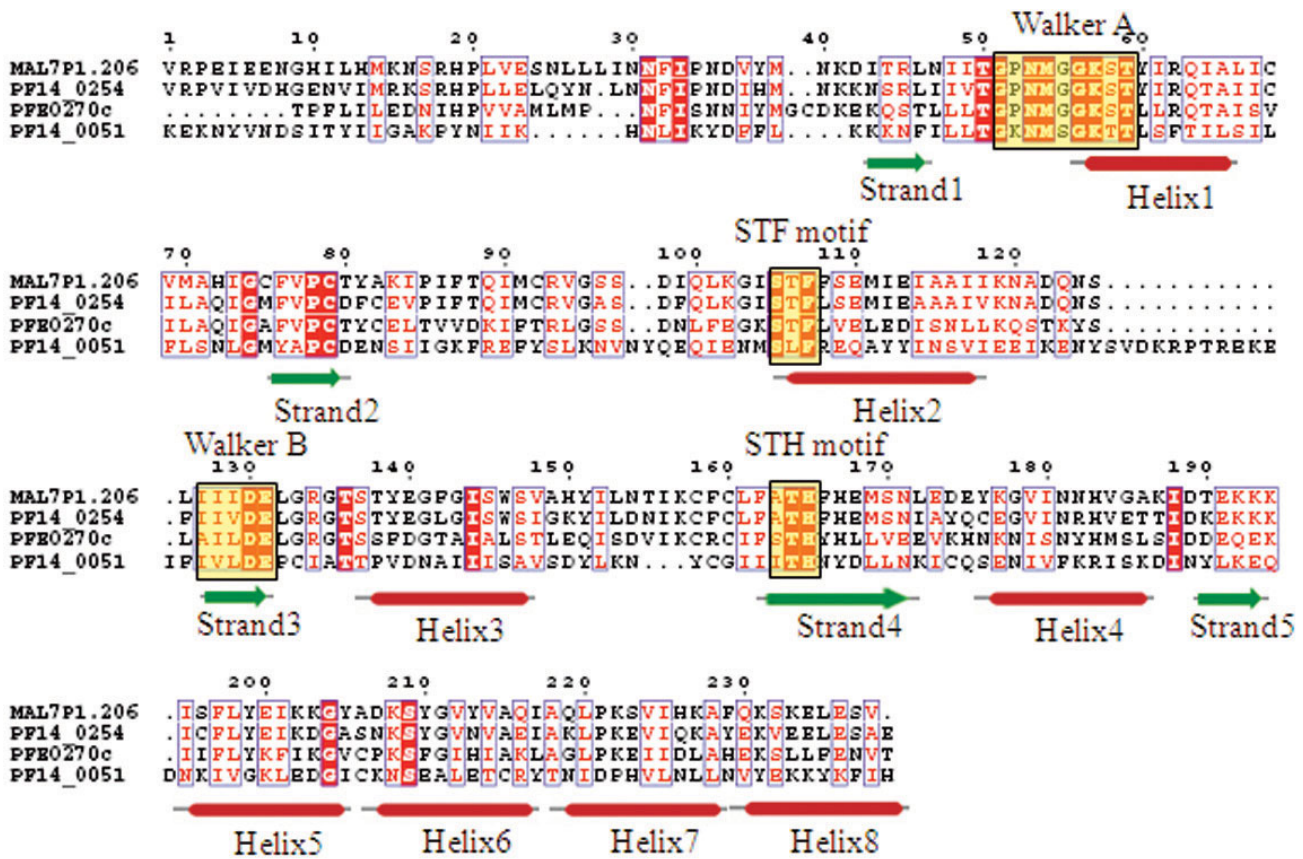 1 10 20 30 40 50 60
Walker A
MAL7P1.206 VRPEIEENGHILHMKNSRHPLVESNLLLINNFIPNDVYM..NKDITRLNIITGPNMGGKSTYIRQIALIC
PF14_0254 VRPVIVDHGENVIMRKSRHPLLELQYN.LNNFIPNDIHM..NKKNSRLIIVTGPNMGGKSTYIRQTAIIC
PFE0270c .........TPFLILEDNIHPVVAMLMP..NFISNNIYMGCDKEKQSTLLLTGPNMGGKSTLLRQTAISV
PF14_0051 KEKNYVNDSITYIIGAKPYNIIK......HNLIKYDFFL....KKKNFILLTGKNMSGKTTLSFTILSIL
Strand1 Helix1
STF motif
70 80 90 100 110 120
MAL7P1.206 VMAHIGCFVPCTYAKIPIFTQIMCRVGSS..DIQLKGISTFFSEMIEIAAIIIKNADQNS..........
PF14_0254 ILAQIGMFVPCDFCEVPIFTQIMCRVGAS..DFQLKGISTFLSEMIEAAAIVIKNADQNS..........
PFE0270c ILAQIGAFVPCTYCELTVVDKIFTRLGSS..DNLFEGKSTFLVELEDISNLLLKQSTKYS..........
PF14_0051 FLSNLGMYAPCDENSIIGKFREFYSLKNVNYQEQIENMSLFREQAYYINSVIEEIKENYSVDKRPTREKE
Strand2 Helix2
Walker B STH motif
130 140 150 160 170 180 190
MAL7P1.206 .LIIIDELGRGTSTYEGFGISWSVAHYILNTIKCFCLFATHFHEMSNLEDEYKGVINNHVGAKIDTEKKK
PF14_0254 .FIIVDELGRGTSTYEGLGISWSIGKYILDNIKCFCLFATHFHEMSNIAYQCEGVINRHVETTIDKEKKK
PFE0270c .LAILDELGRGTSSFDGTAIALSTLEQISDVIKCRCIFSTHYHLLVEEVKHNKNISNYHMSLSIDDEQEK
PF14_0051 IFIVLDEPCIATTPVDNAIIISAVSDYLKN...YCGIIITHNYDLLNKICQSENIVFKRISKDINYLKEQ
Strand3 Helix3 Strand4 Helix4 Strand5
200 210 220 230
MAL7P1.206 .ISFLYEIKKGYADKSYGVYVAQIAQLPKSVIHKAFQKSKELESV.
PF14_0254 .ICFLYEIKDGASNKSYGVNVAEIAKLPKEVIQKAYEKVEELESAE
PFE0270c .IIFLYKFIKGVCPKSFGIHIAKLAGLPKEIIDLAHEKSLLFENVT
PF14_0051 DNKIVGKLEDGICKNSEALETCRYTNIDPHVLNLLNVYEKKYKFIH
Helix5 Helix6 Helix7 Helix8